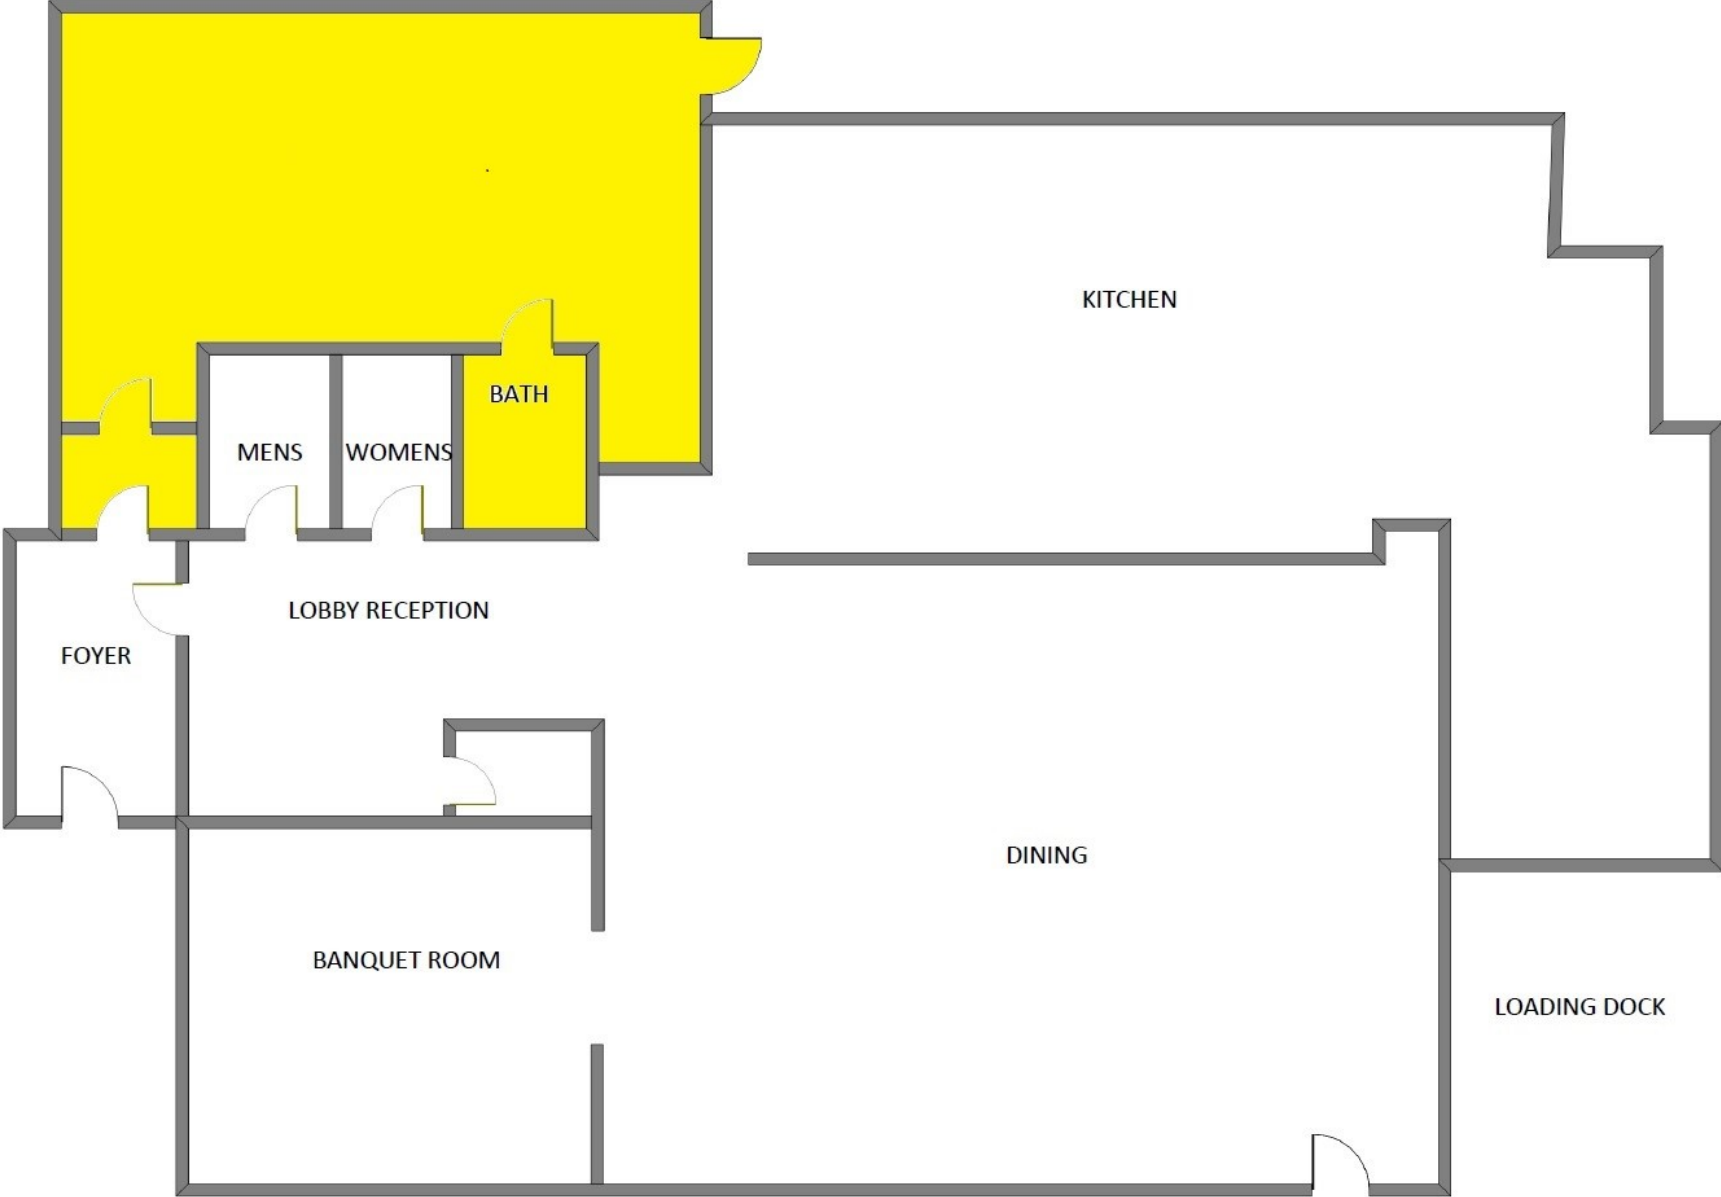 KITCHEN
BATH
MENS
WOMENS
LOBBY RECEPTION
FOYER
DINING
BANQUET ROOM
LOADING DOCK